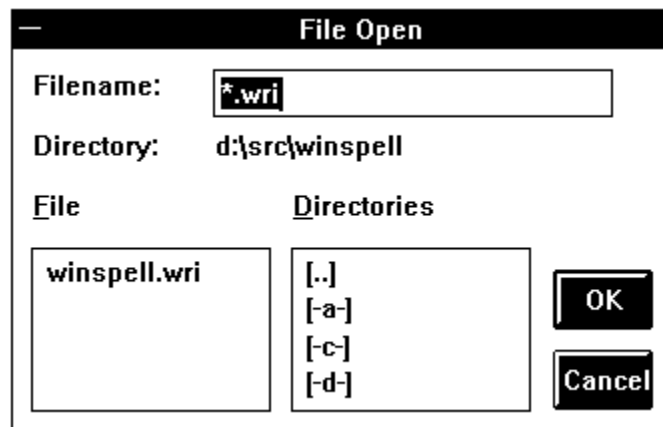 File Open
Filename: *.wri
Directory: d:\src\winspell
File Directories
winspell.wri
[..]
[-a-]
[-c-]
[-d-]
OK
Cancel